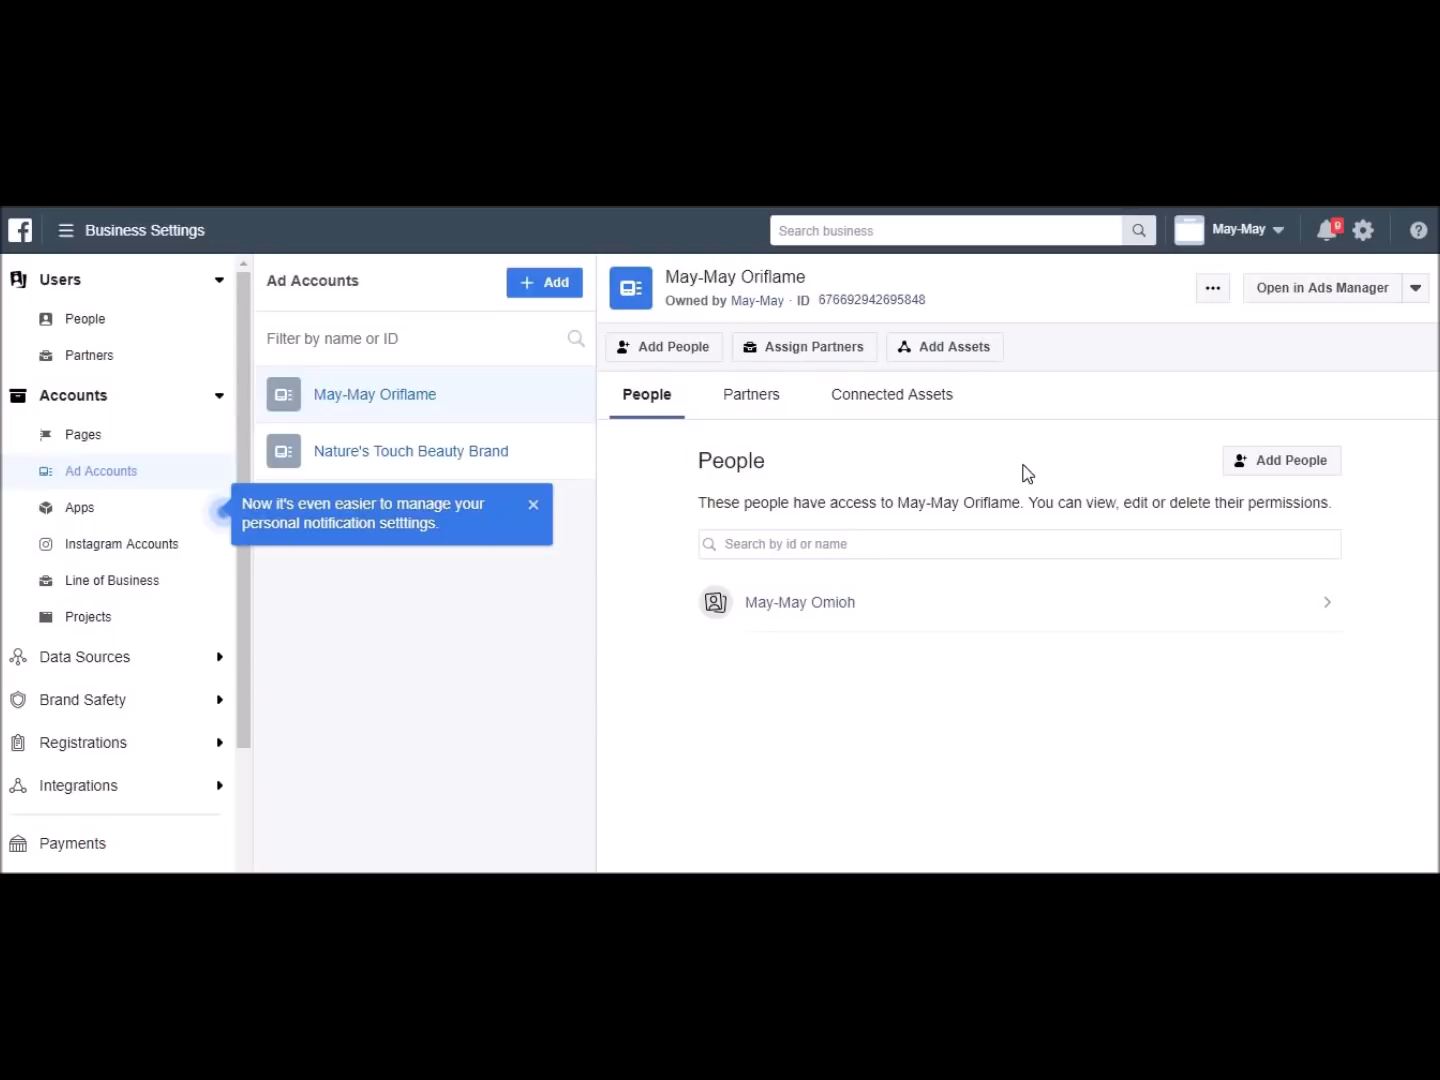 Business Settings
Search business
May-May
9
Users
People
Partners
Accounts
Pages
Ad Accounts
Apps
Instagram Accounts
Line of Business
Projects
Data Sources
Brand Safety
Registrations
Integrations
Payments
Ad Accounts
+ Add
Filter by name or ID
May-May Oriflame
Nature's Touch Beauty Brand
Now it's even easier to manage your
personal notification setttings.
May-May Oriflame
Owned by May-May · ID 676692942695848
Open in Ads Manager
Add People
Assign Partners
Add Assets
People
Partners
Connected Assets
People
Add People
These people have access to May-May Oriflame. You can view, edit or delete their permissions.
Search by id or name
May-May Omioh